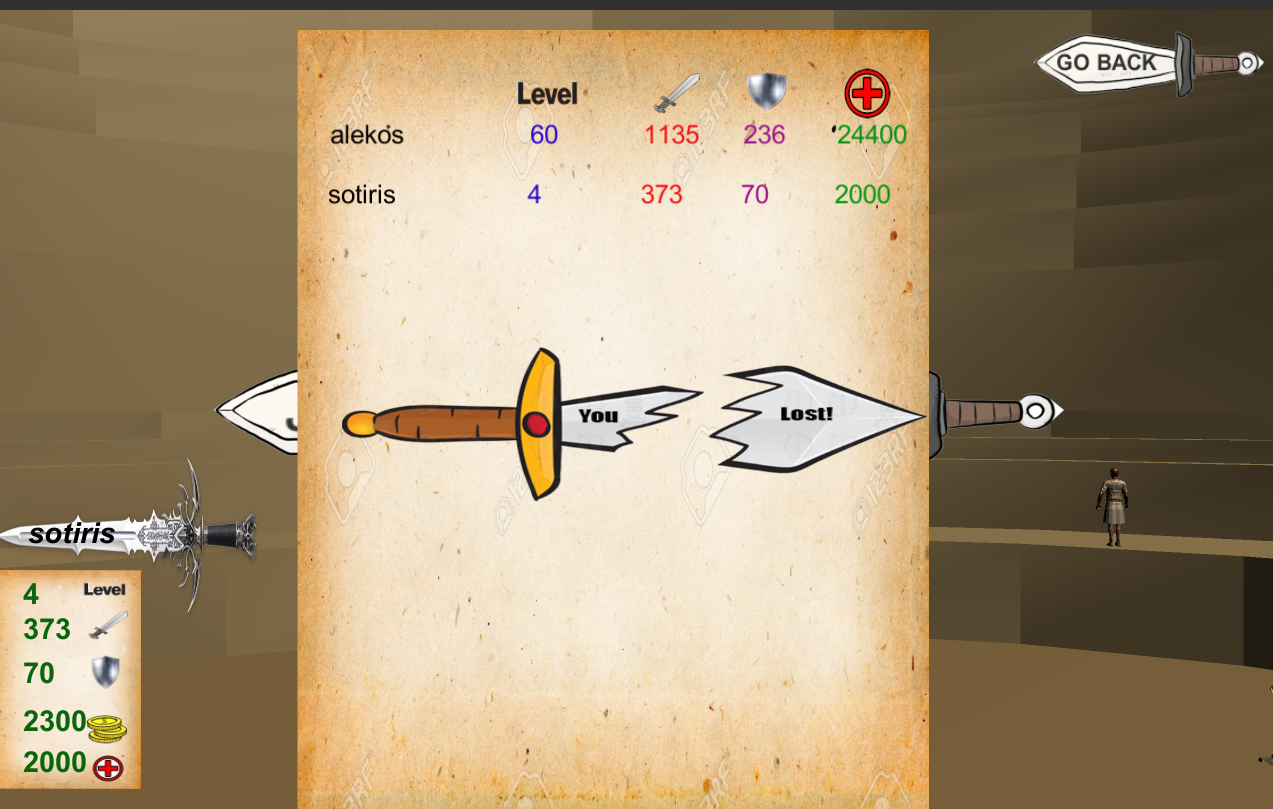 GO BACK
Level
alekos 60 1135 236 24400
sotiris 4 373 70 2000
You Lost!
sotiris
4 Level
373
70
2300
2000
123RF